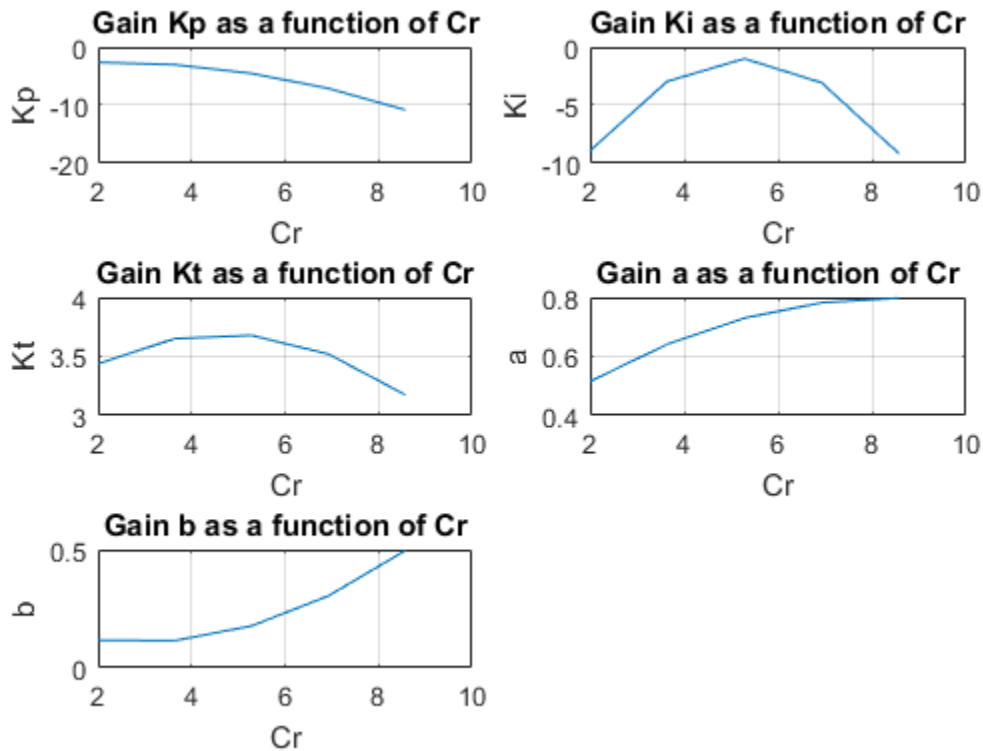 Gain Kp as a function of Cr
0
-10
-20
Kp
2 4 6 8 10
Cr
Gain Ki as a function of Cr
0
-5
-10
Ki
2 4 6 8 10
Cr
Gain Kt as a function of Cr
4
3.5
3
Kt
2 4 6 8 10
Cr
Gain a as a function of Cr
0.8
0.6
0.4
a
2 4 6 8 10
Cr
Gain b as a function of Cr
0.5
0
b
2 4 6 8 10
Cr